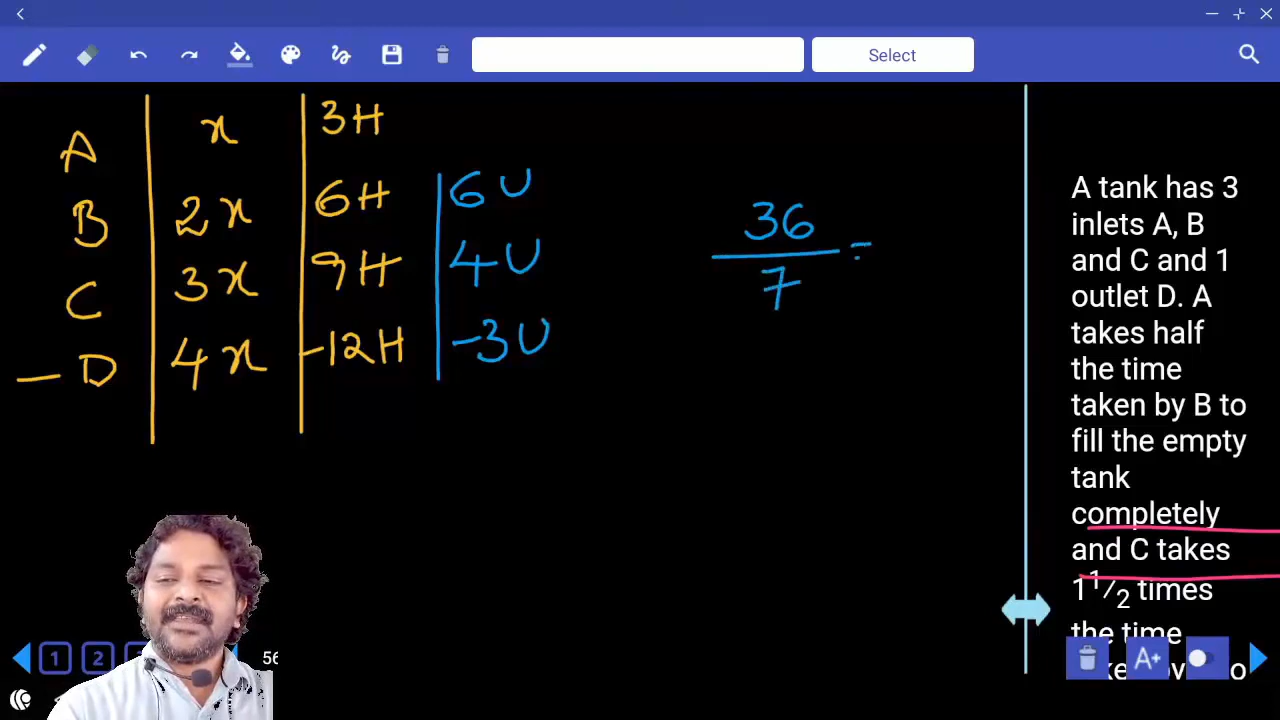 Select
A x 3H
B 2x 6H 6U
C 3x 9H 4U
-D 4x -12H -3U
36
7 =
A tank has 3
inlets A, B
and C and 1
outlet D. A
takes half
the time
taken by B to
fill the empty
tank
completely
and C takes
1 1/2 times
the time
1 2
56
A+